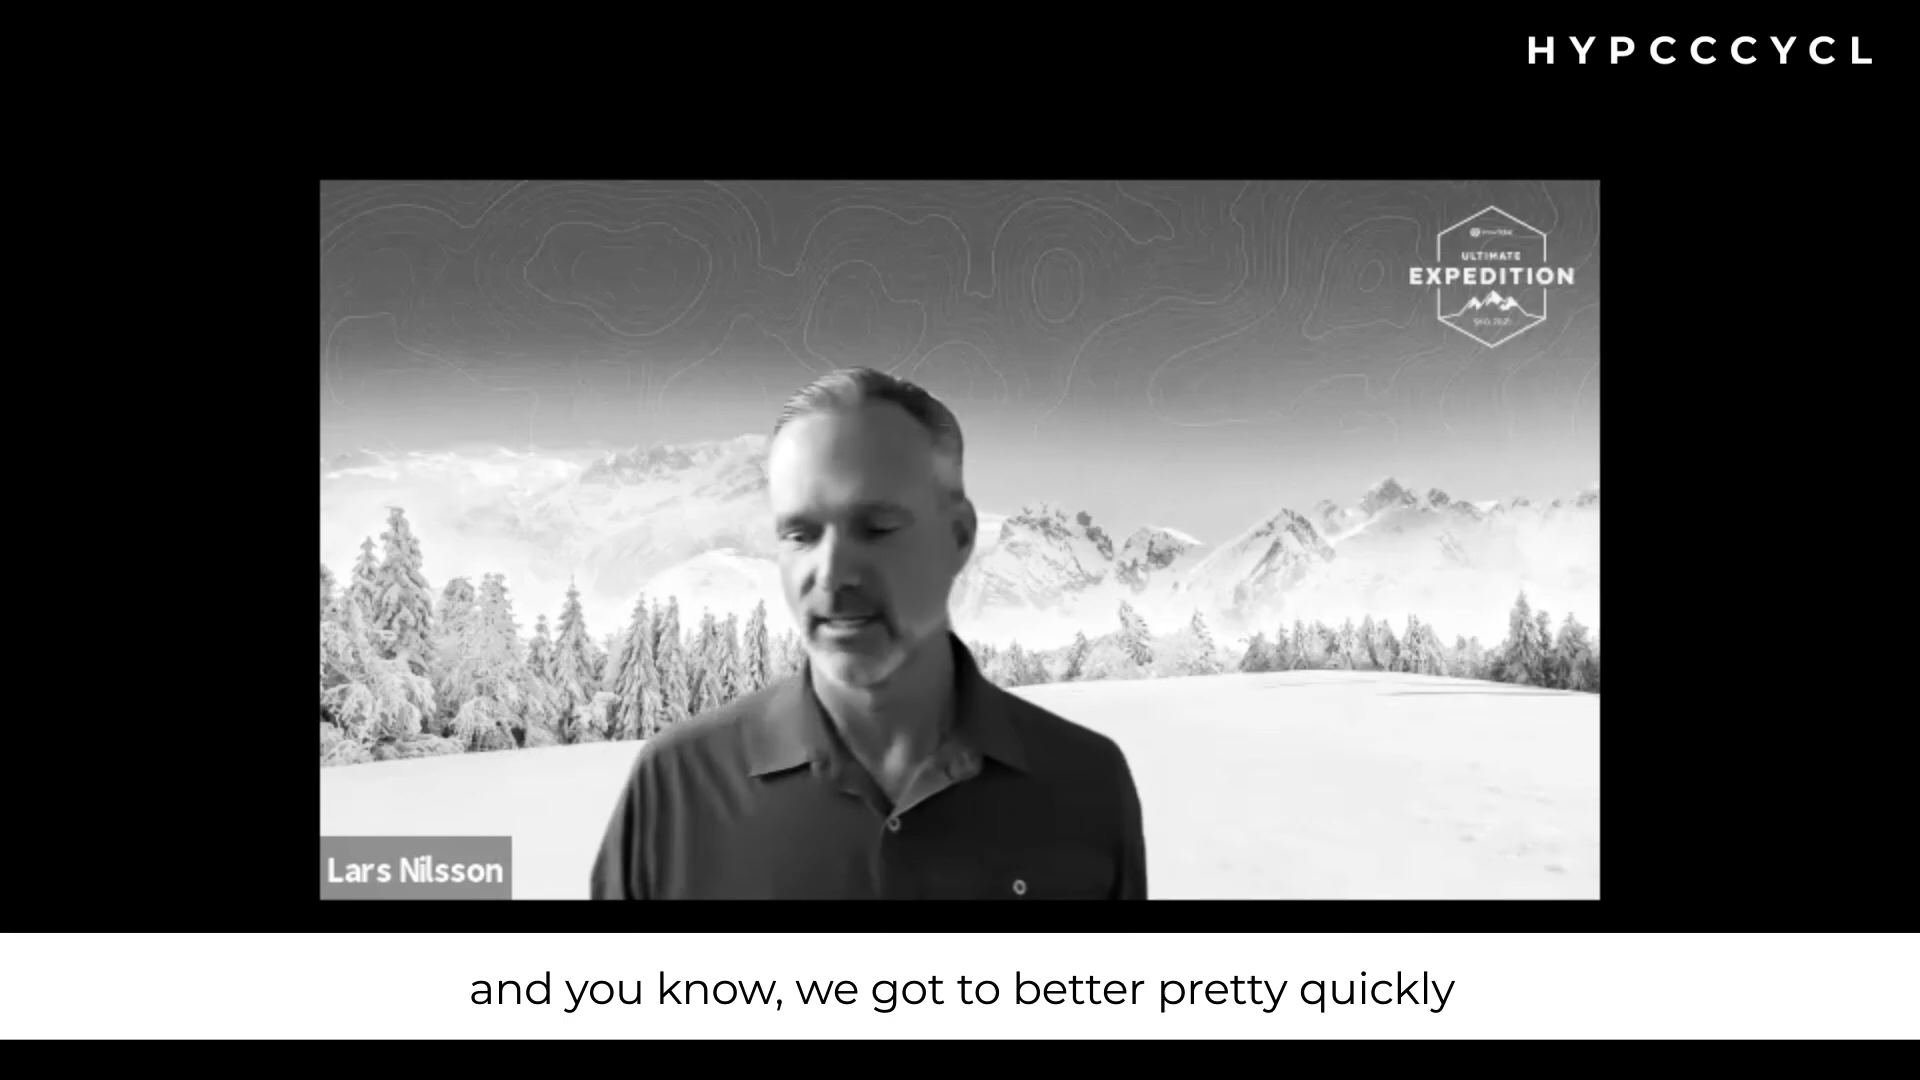 HYPCCCYCL
ULTIMATE
EXPEDITION
Lars Nilsson
and you know, we got to better pretty quickly